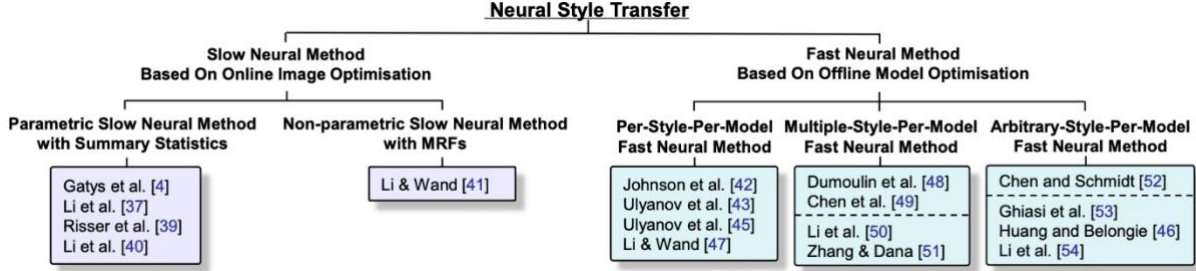 Neural Style Transfer
Slow Neural Method
Based On Online Image Optimisation
Fast Neural Method
Based On Offline Model Optimisation
Parametric Slow Neural Method
with Summary Statistics
Non-parametric Slow Neural Method
with MRFs
Per-Style-Per-Model
Fast Neural Method
Multiple-Style-Per-Model
Fast Neural Method
Arbitrary-Style-Per-Model
Fast Neural Method
Gatys et al. [4]
Li et al. [37]
Risser et al. [39]
Li et al. [40]
Li & Wand [41]
Johnson et al. [42]
Ulyanov et al. [43]
Ulyanov et al. [45]
Li & Wand [47]
Dumoulin et al. [48]
Chen et al. [49]
Li et al. [50]
Zhang & Dana [51]
Chen and Schmidt [52]
Ghiasi et al. [53]
Huang and Belongie [46]
Li et al. [54]